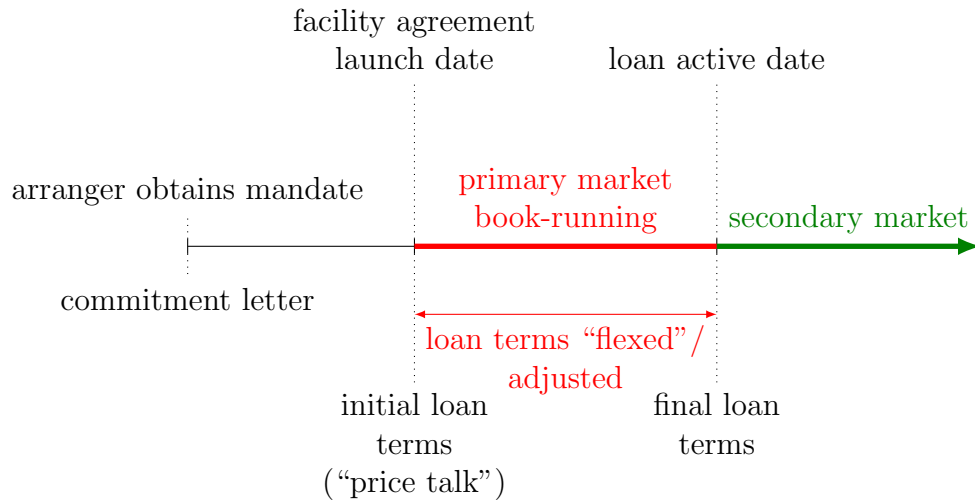 facility agreement
launch date
loan active date
arranger obtains mandate
primary market
book-running
secondary market
commitment letter
loan terms “flexed”/
adjusted
initial loan
terms
(“price talk”)
final loan
terms